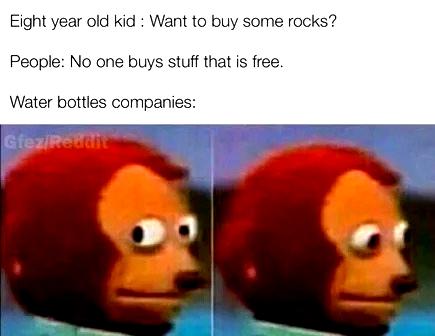 Eight year old kid : Want to buy some rocks?
People: No one buys stuff that is free.
Water bottles companies:
Gfez/Reddit